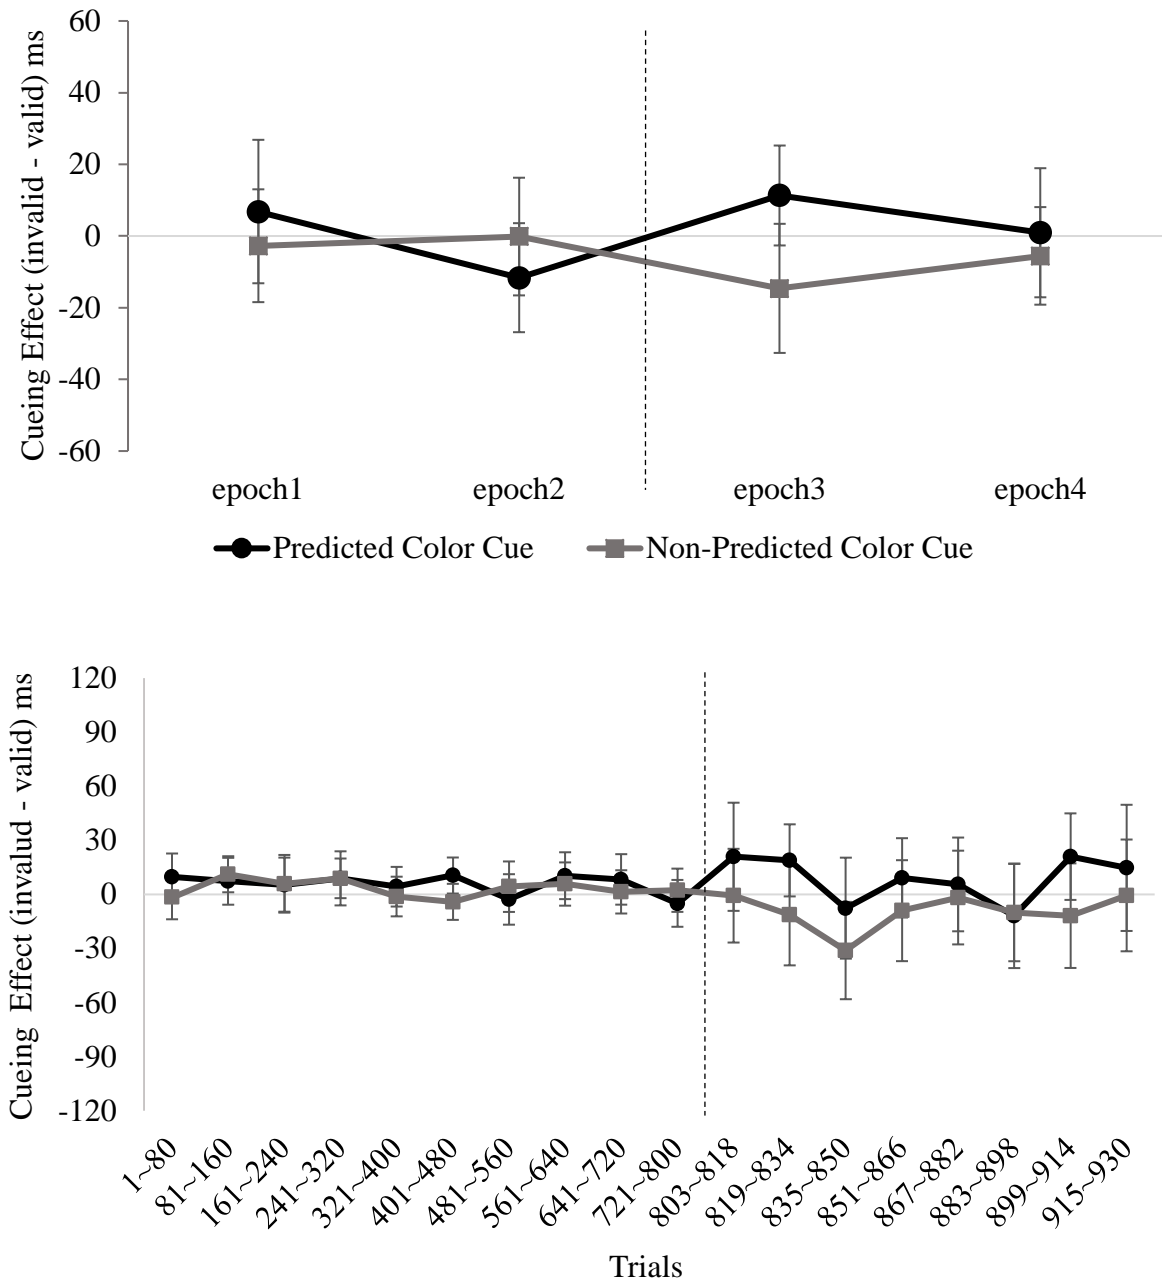 Cueing Effect (invalid - valid) ms
60
40
20
0
-20
-40
-60
epoch1 epoch2 epoch3 epoch4
Predicted Color Cue Non-Predicted Color Cue
Cueing Effect (invalud - valid) ms
120
90
60
30
0
-30
-60
-90
-120
1~80 81~160 161~240 241~320 321~400 401~480 481~560 561~640 641~720 721~800 803~818 819~834 835~850 851~866 867~882 883~898 899~914 915~930
Trials